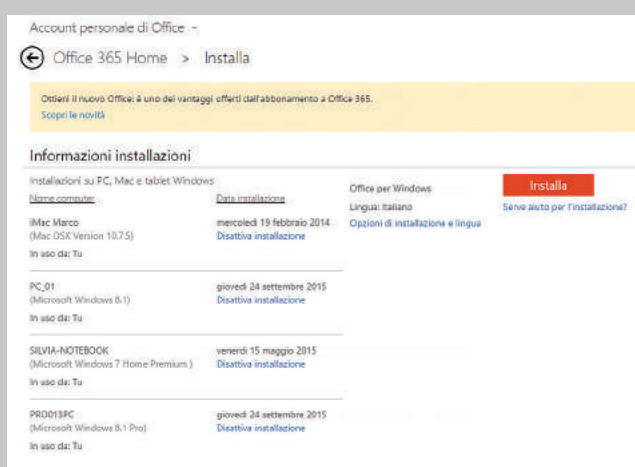 Account personale di Office
Office 365 Home > Installa
Ottieni il nuovo Office: è uno dei vantaggi offerti dall'abbonamento a Office 365.
Scopri le novità
Informazioni installazioni
Installazioni su PC, Mac e tablet Windows
Nome computer Data installazione
iMac Marco mercoledì 19 febbraio 2014
(Mac OSX Version 10.7.5) Disattiva installazione
In uso da: Tu
PC_01 giovedì 24 settembre 2015
(Microsoft Windows 8.1) Disattiva installazione
In uso da: Tu
SILVIA-NOTEBOOK venerdì 15 maggio 2015
(Microsoft Windows 7 Home Premium ) Disattiva installazione
In uso da: Tu
PRO013PC giovedì 24 settembre 2015
(Microsoft Windows 8.1 Pro) Disattiva installazione
In uso da: Tu
Office per Windows
Lingua: Italiano
Opzioni di installazione e lingua
Installa
Serve aiuto per l'installazione?